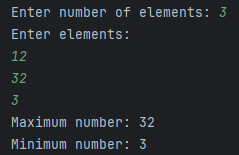 Enter number of elements: 3
Enter elements:
12
32
3
Maximum number: 32
Minimum number: 3